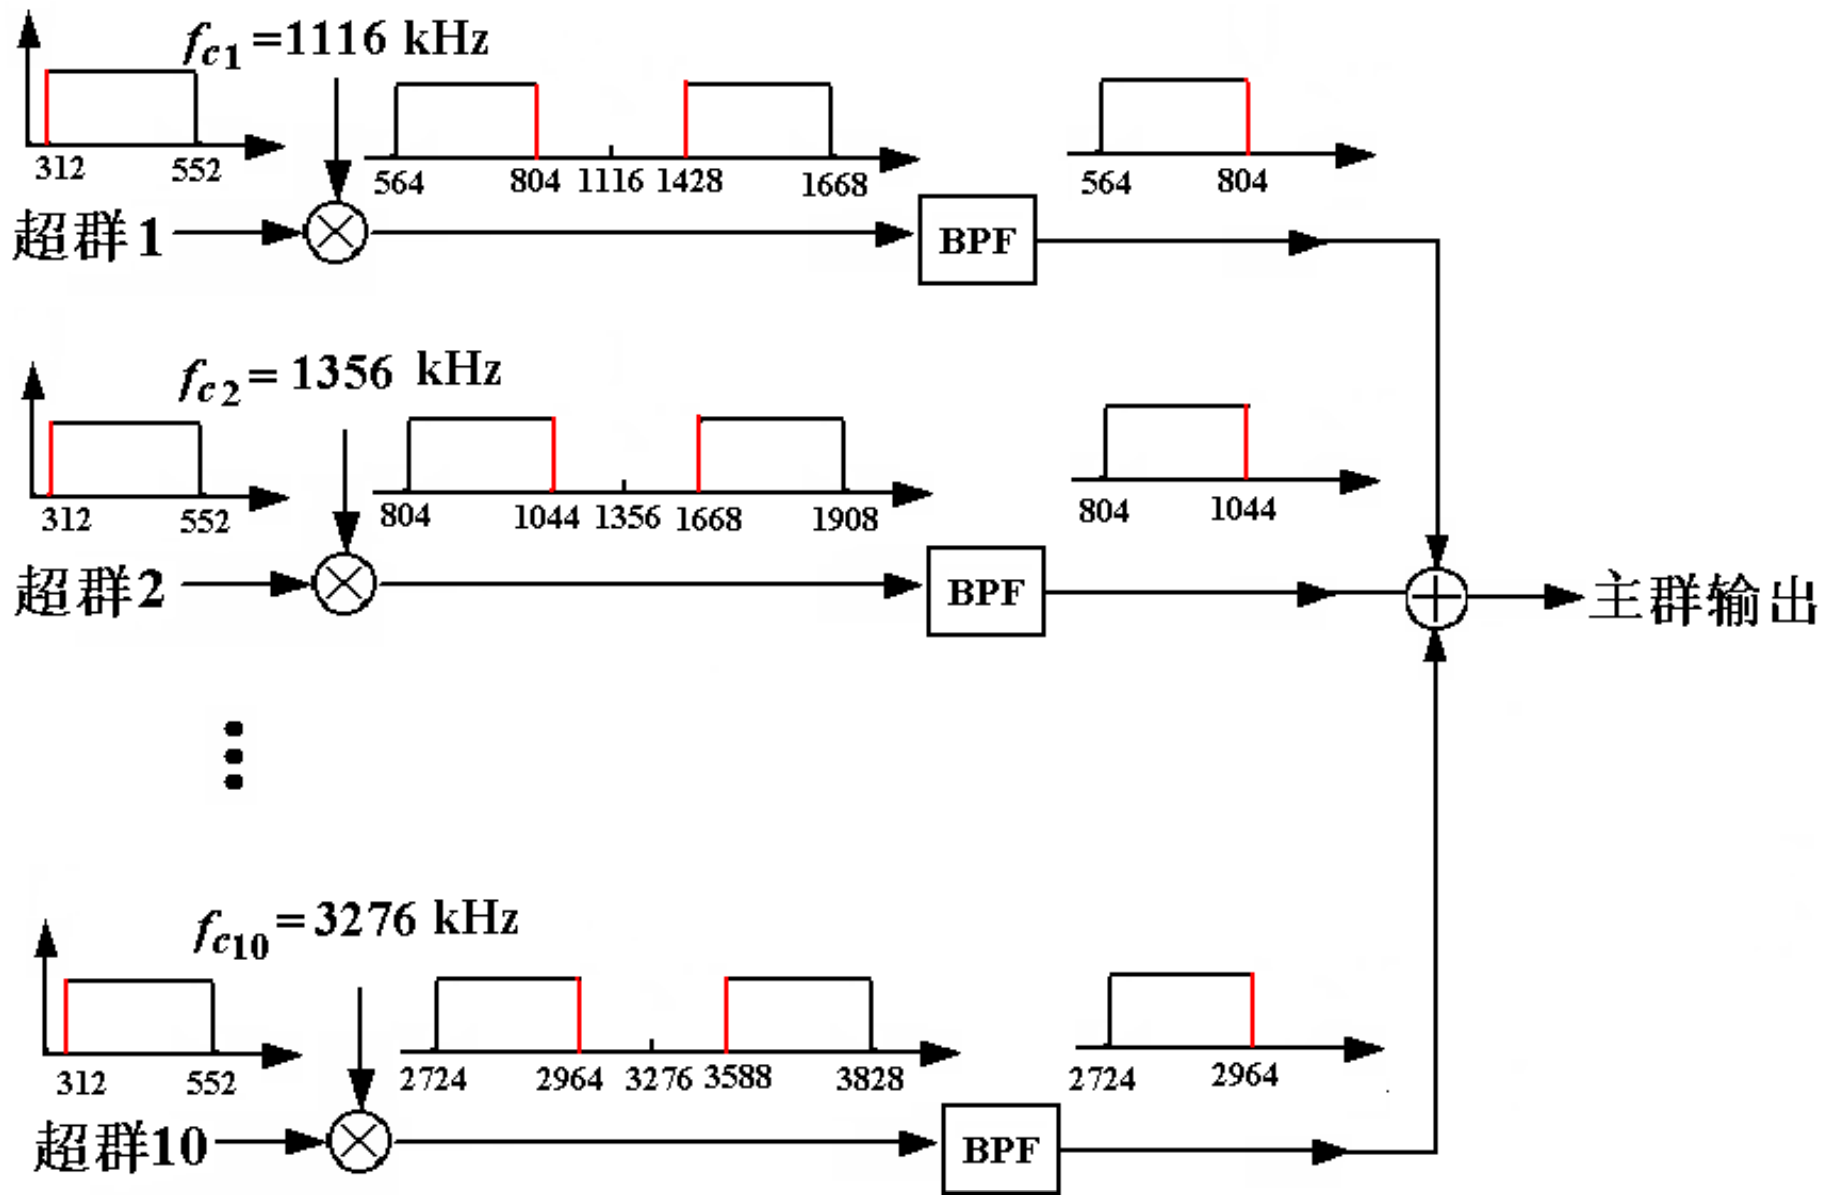 fc1 =1116 kHz
312 552
564 804 1116 1428 1668
564 804
超群1
BPF
fc2 = 1356 kHz
312 552
804 1044 1356 1668 1908
804 1044
超群2
BPF
主群输出
fc10 = 3276 kHz
312 552
2724 2964 3276 3588 3828
2724 2964
超群10
BPF